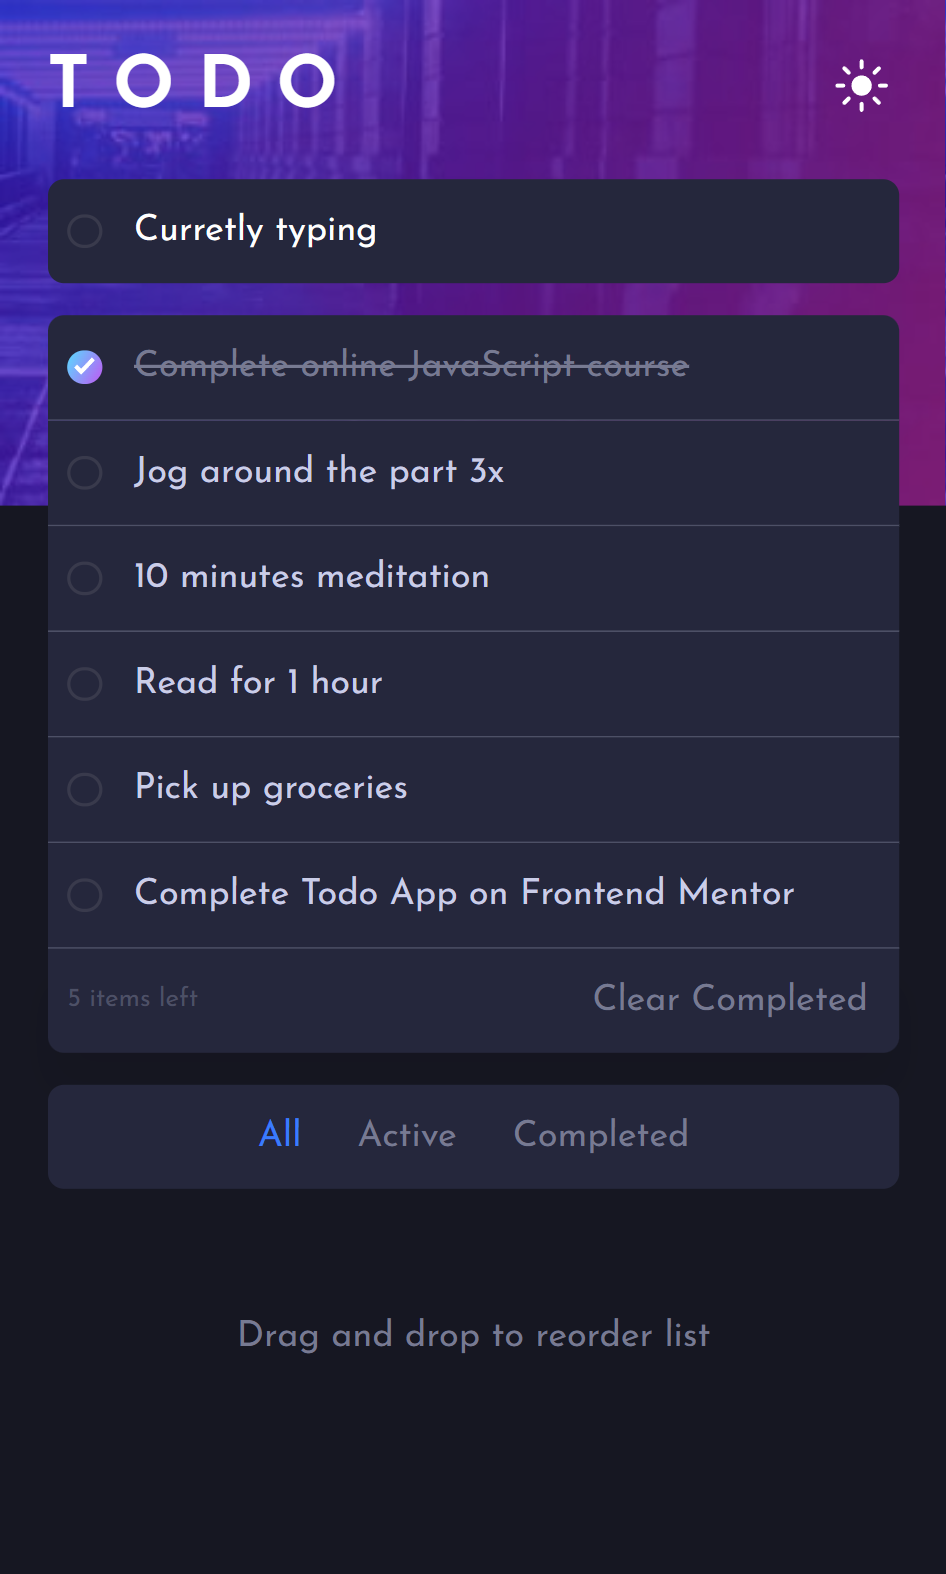 TODO
Curretly typing
Complete online JavaScript course
Jog around the part 3x
10 minutes meditation
Read for 1 hour
Pick up groceries
Complete Todo App on Frontend Mentor
5 items left Clear Completed
All Active Completed
Drag and drop to reorder list